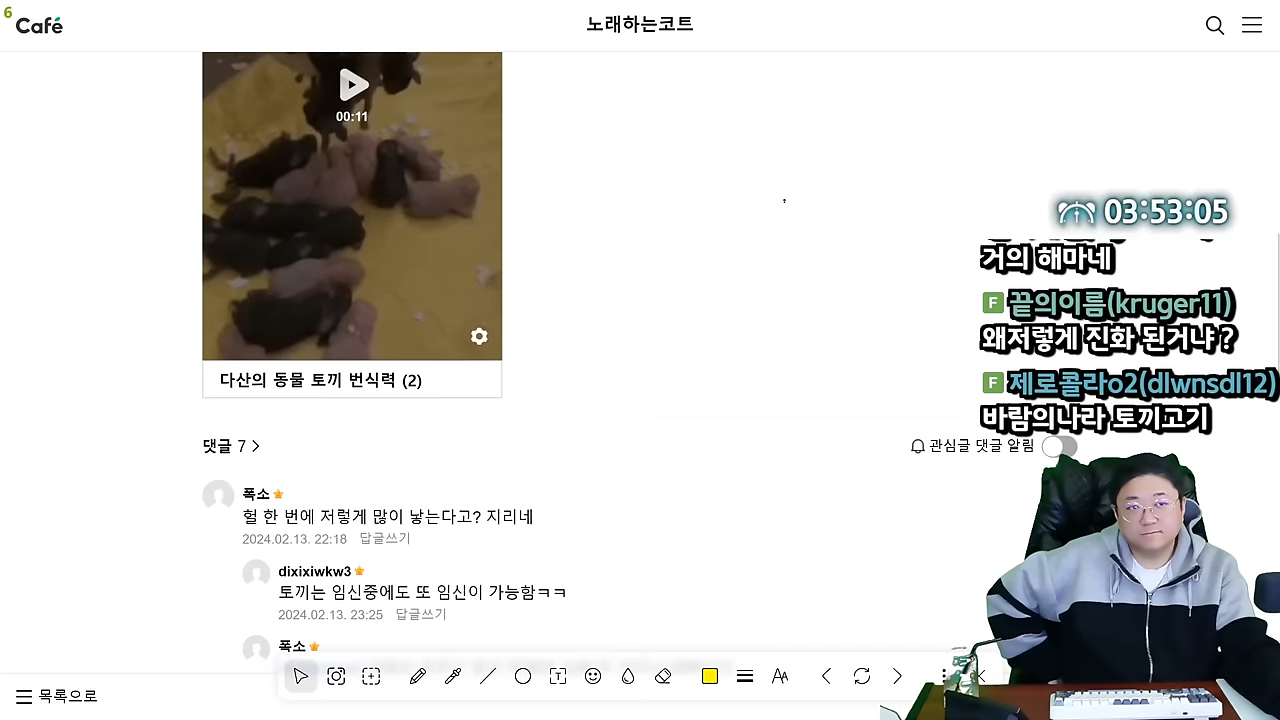 6
Café
노래하는코트
00:11
다산의 동물 토끼 번식력 (2)
댓글 7
관심글 댓글 알림
폭소
헐 한 번에 저렇게 많이 낳는다고? 지리네
2024.02.13. 22:18 답글쓰기
dixixiwkw3
토끼는 임신중에도 또 임신이 가능함ㅋㅋ
2024.02.13. 23:25 답글쓰기
폭소
목록으로
03:53:05
거의 해마네
F 끝의이름(kruger11)
왜저렇게 진화 된거냐?
F 제로콜라o2(dlwnsdl12)
바람의나라 토끼고기